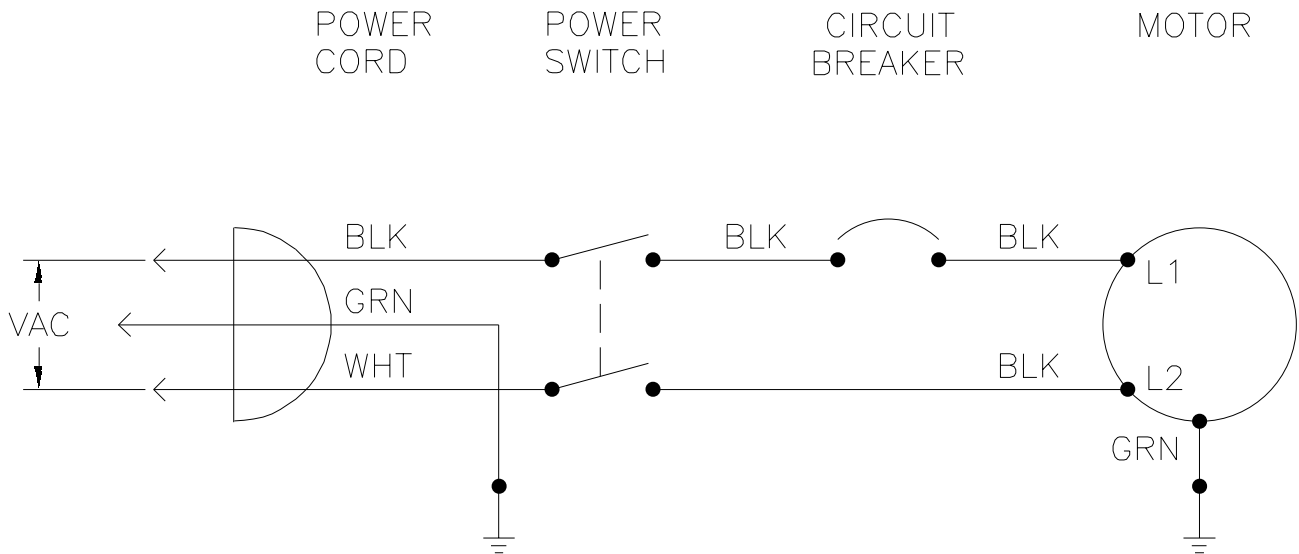 POWER
CORD
POWER
SWITCH
CIRCUIT
BREAKER
MOTOR
BLK
BLK
BLK
L1
GRN
VAC
WHT
BLK
L2
GRN